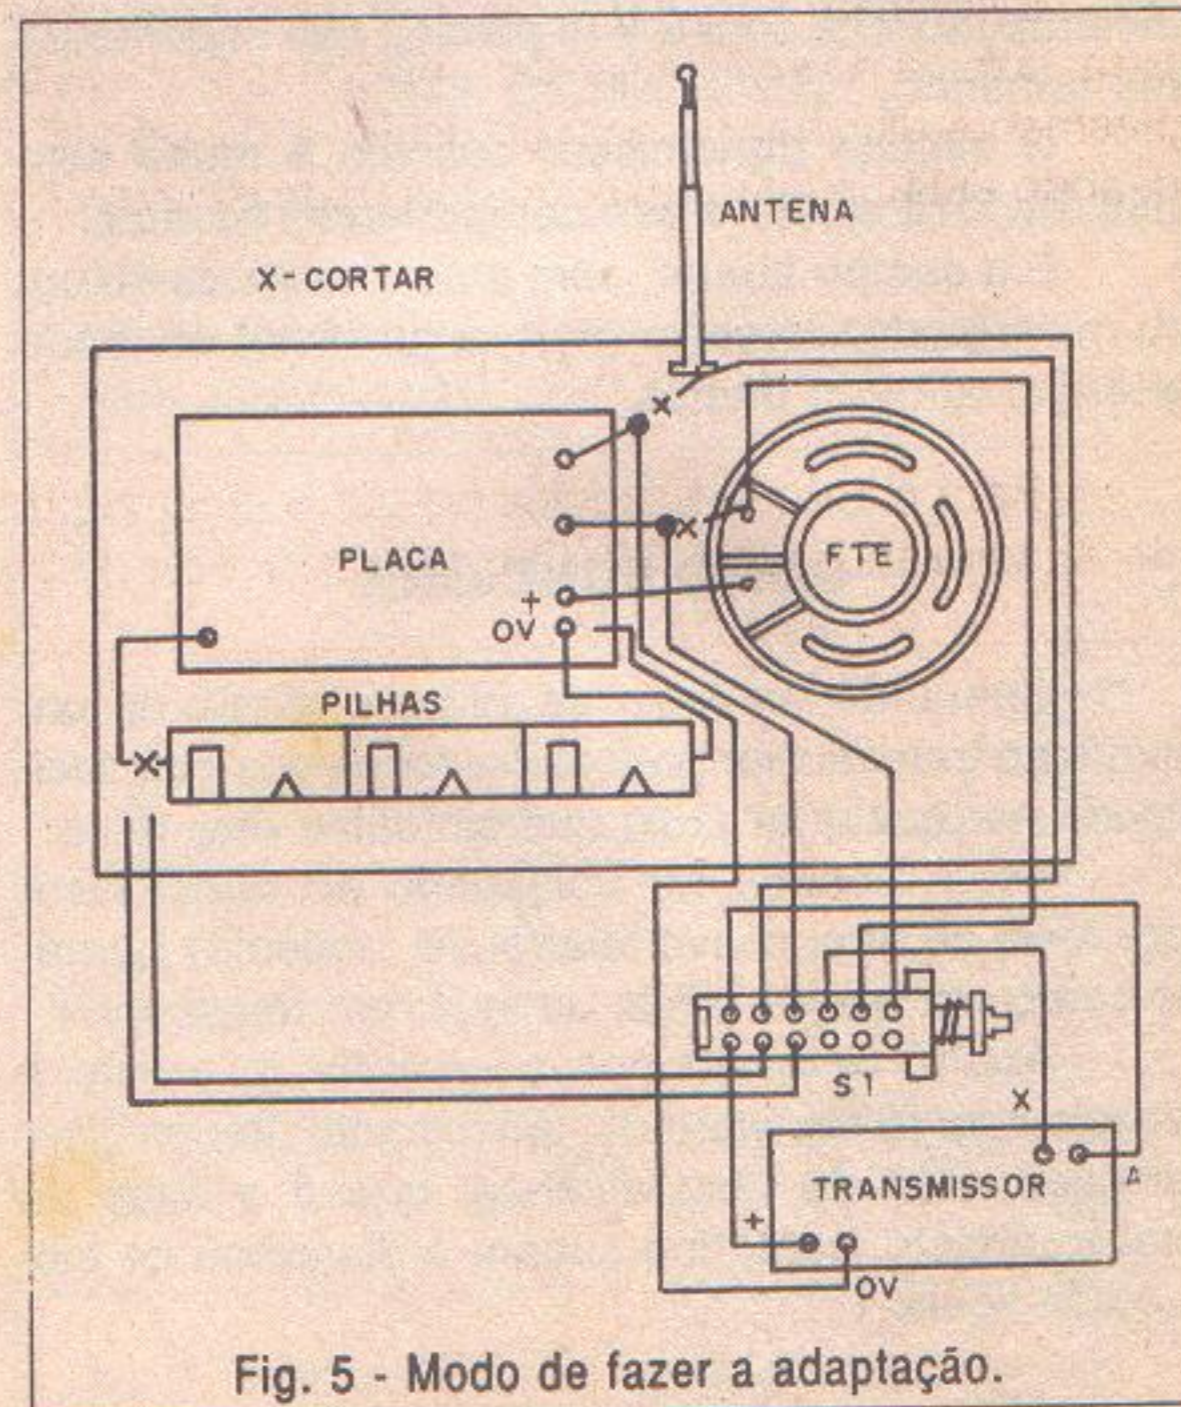 ANTENA
X-CORTAR
PLACA
FTE
+
OV
PILHAS
S1
X
TRANSMISSOR
A
+
OV
Fig. 5 - Modo de fazer a adaptação.